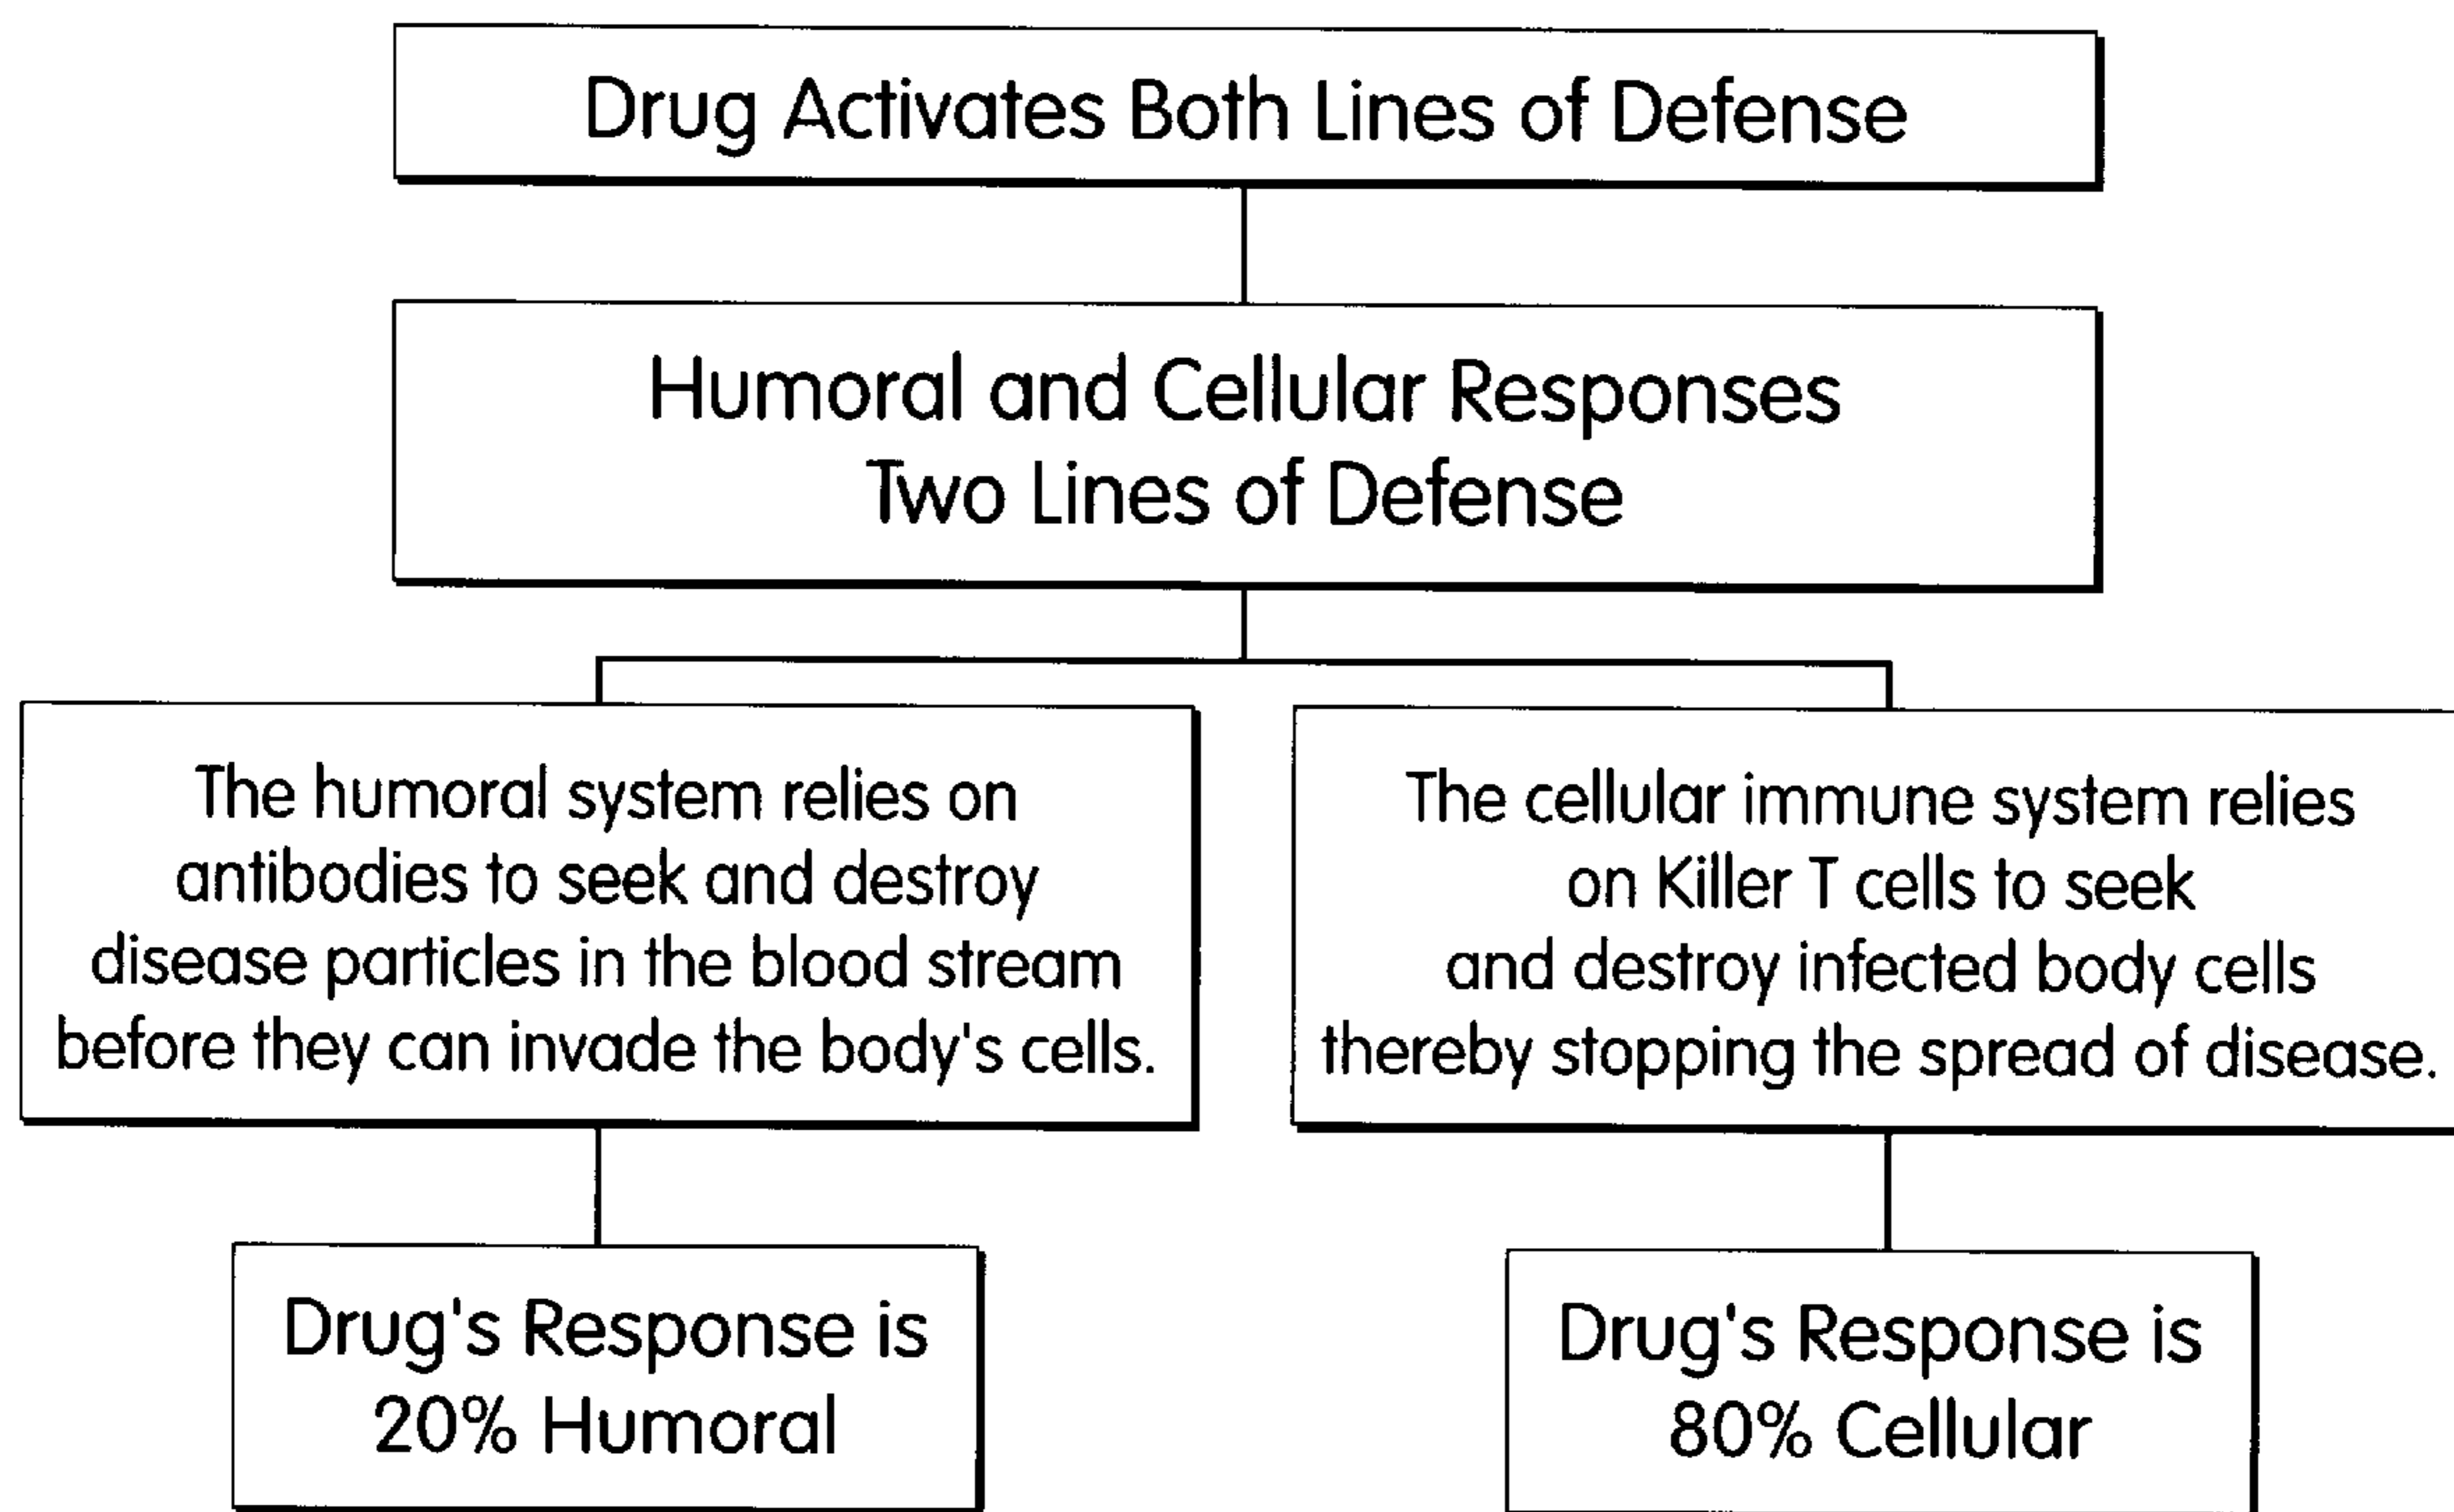 Drug Activates Both Lines of Defense
Humoral and Cellular Responses
Two Lines of Defense
The humoral system relies on
antibodies to seek and destroy
disease particles in the blood stream
before they can invade the body's cells.
The cellular immune system relies
on Killer T cells to seek
and destroy infected body cells
thereby stopping the spread of disease.
Drug's Response is
20% Humoral
Drug's Response is
80% Cellular